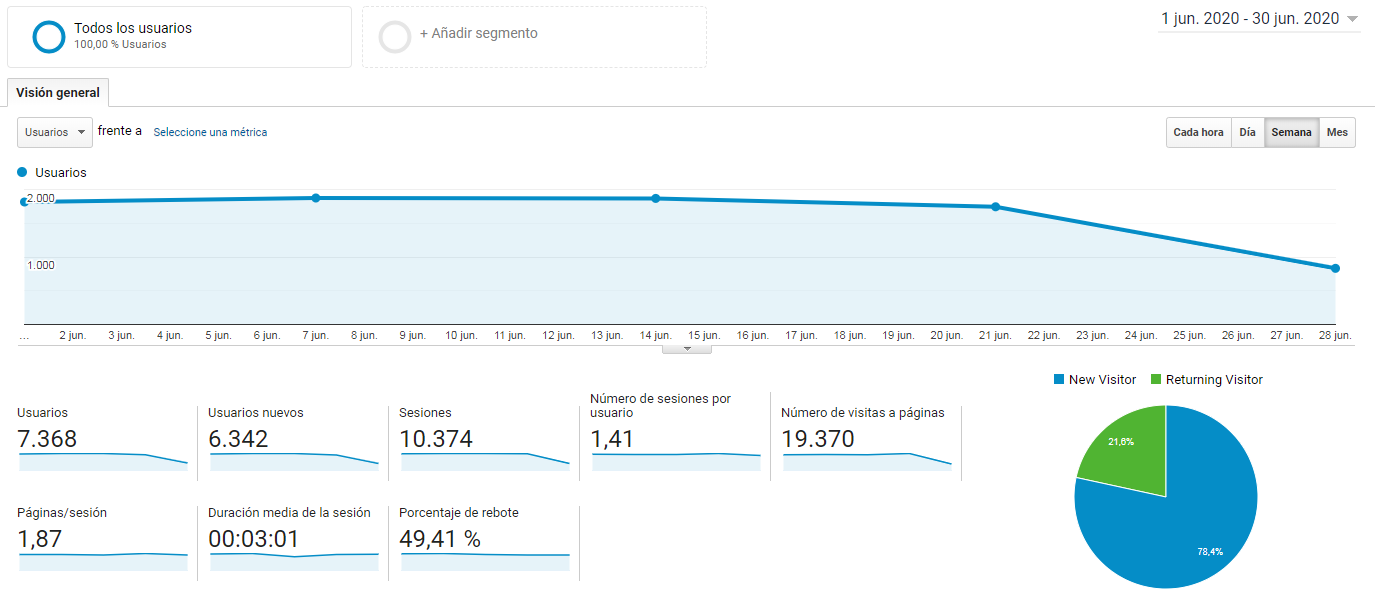 Todos los usuarios
100,00 % Usuarios
+ Añadir segmento
1 jun. 2020 - 30 jun. 2020
Visión general
Usuarios
frente a
Seleccione una métrica
Cada hora
Día
Semana
Mes
Usuarios
2.000
1.000
...
2 jun.
3 jun.
4 jun.
5 jun.
6 jun.
7 jun.
8 jun.
9 jun.
10 jun.
11 jun.
12 jun.
13 jun.
14 jun.
15 jun.
16 jun.
17 jun.
18 jun.
19 jun.
20 jun.
21 jun.
22 jun.
23 jun.
24 jun.
25 jun.
26 jun.
27 jun.
28 jun.
New Visitor
Returning Visitor
Usuarios
7.368
Usuarios nuevos
6.342
Sesiones
10.374
Número de sesiones por
usuario
1,41
Número de visitas a páginas
19.370
Páginas/sesión
1,87
Duración media de la sesión
00:03:01
Porcentaje de rebote
49,41 %
21,6%
78,4%